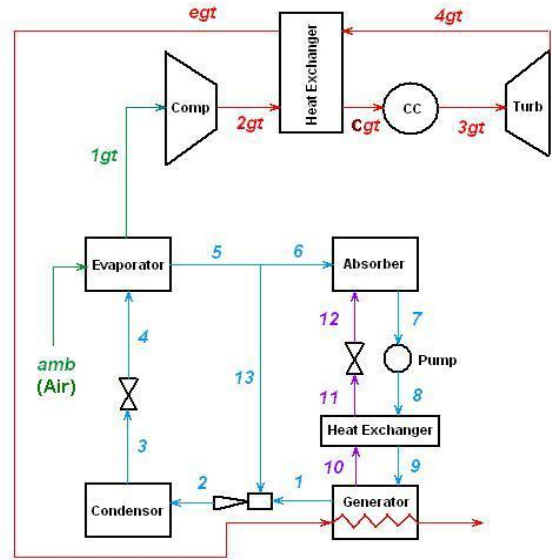 egt
4gt
Heat Exchanger
Comp
CC
Turb
2gt
Cgt
3gt
1gt
Evaporator
5
6
Absorber
amb
(Air)
4
13
12
7
Pump
11
8
Heat Exchanger
3
10
9
2
1
Condensor
Generator